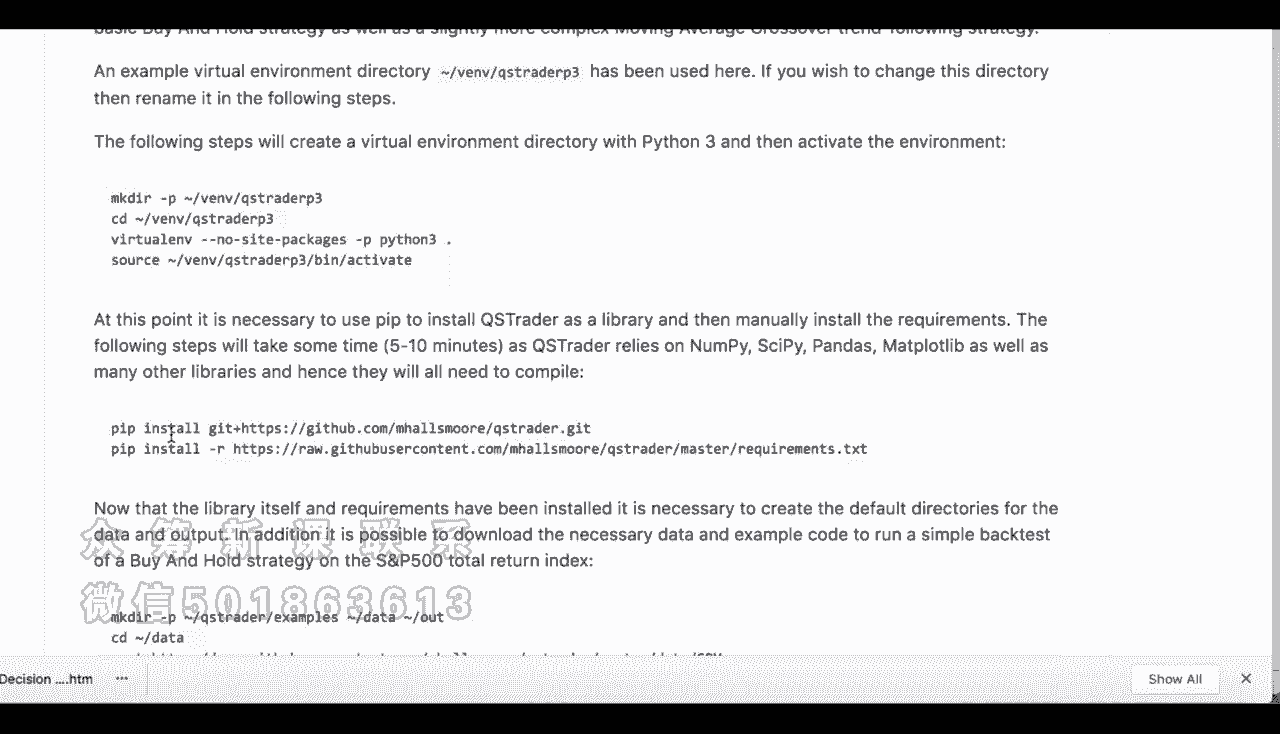 basic Buy And Hold strategy as well as a slightly more complex Moving Average Crossover trend-following strategy.
An example virtual environment directory ~/venv/qstraderp3 has been used here. If you wish to change this directory
then rename it in the following steps.
The following steps will create a virtual environment directory with Python 3 and then activate the environment:
mkdir -p ~/venv/qstraderp3
cd ~/venv/qstraderp3
virtualenv --no-site-packages -p python3 .
source ~/venv/qstraderp3/bin/activate
At this point it is necessary to use pip to install QSTrader as a library and then manually install the requirements. The
following steps will take some time (5-10 minutes) as QSTrader relies on NumPy, SciPy, Pandas, Matplotlib as well as
many other libraries and hence they will all need to compile:
pip install git+https://github.com/mhallsmoore/qstrader.git
pip install -r https://raw.githubusercontent.com/mhallsmoore/qstrader/master/requirements.txt
Now that the library itself and requirements have been installed it is necessary to create the default directories for the
data and output. In addition it is possible to download the necessary data and example code to run a simple backtest
of a Buy And Hold strategy on the S&P500 total return index:
众筹新课联系
微信501863613
mkdir -p ~/qstrader/examples ~/data ~/out
cd ~/data
Decision ....htm
Show All